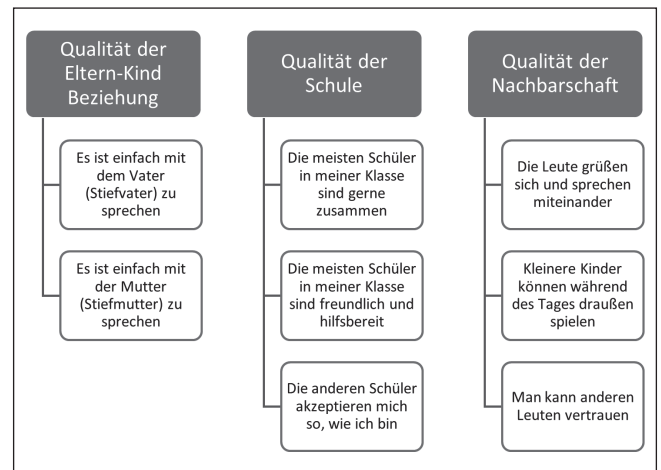 Qualität der
Eltern-Kind
Beziehung
Es ist einfach mit
dem Vater
(Stiefvater) zu
sprechen
Es ist einfach mit
der Mutter
(Stiefmutter) zu
sprechen
Qualität der
Schule
Die meisten Schüler
in meiner Klasse
sind gerne
zusammen
Die meisten Schüler
in meiner Klasse
sind freundlich und
hilfsbereit
Die anderen Schüler
akzeptieren mich
so, wie ich bin
Qualität der
Nachbarschaft
Die Leute grüßen
sich und sprechen
miteinander
Kleinere Kinder
können während
des Tages draußen
spielen
Man kann anderen
Leuten vertrauen